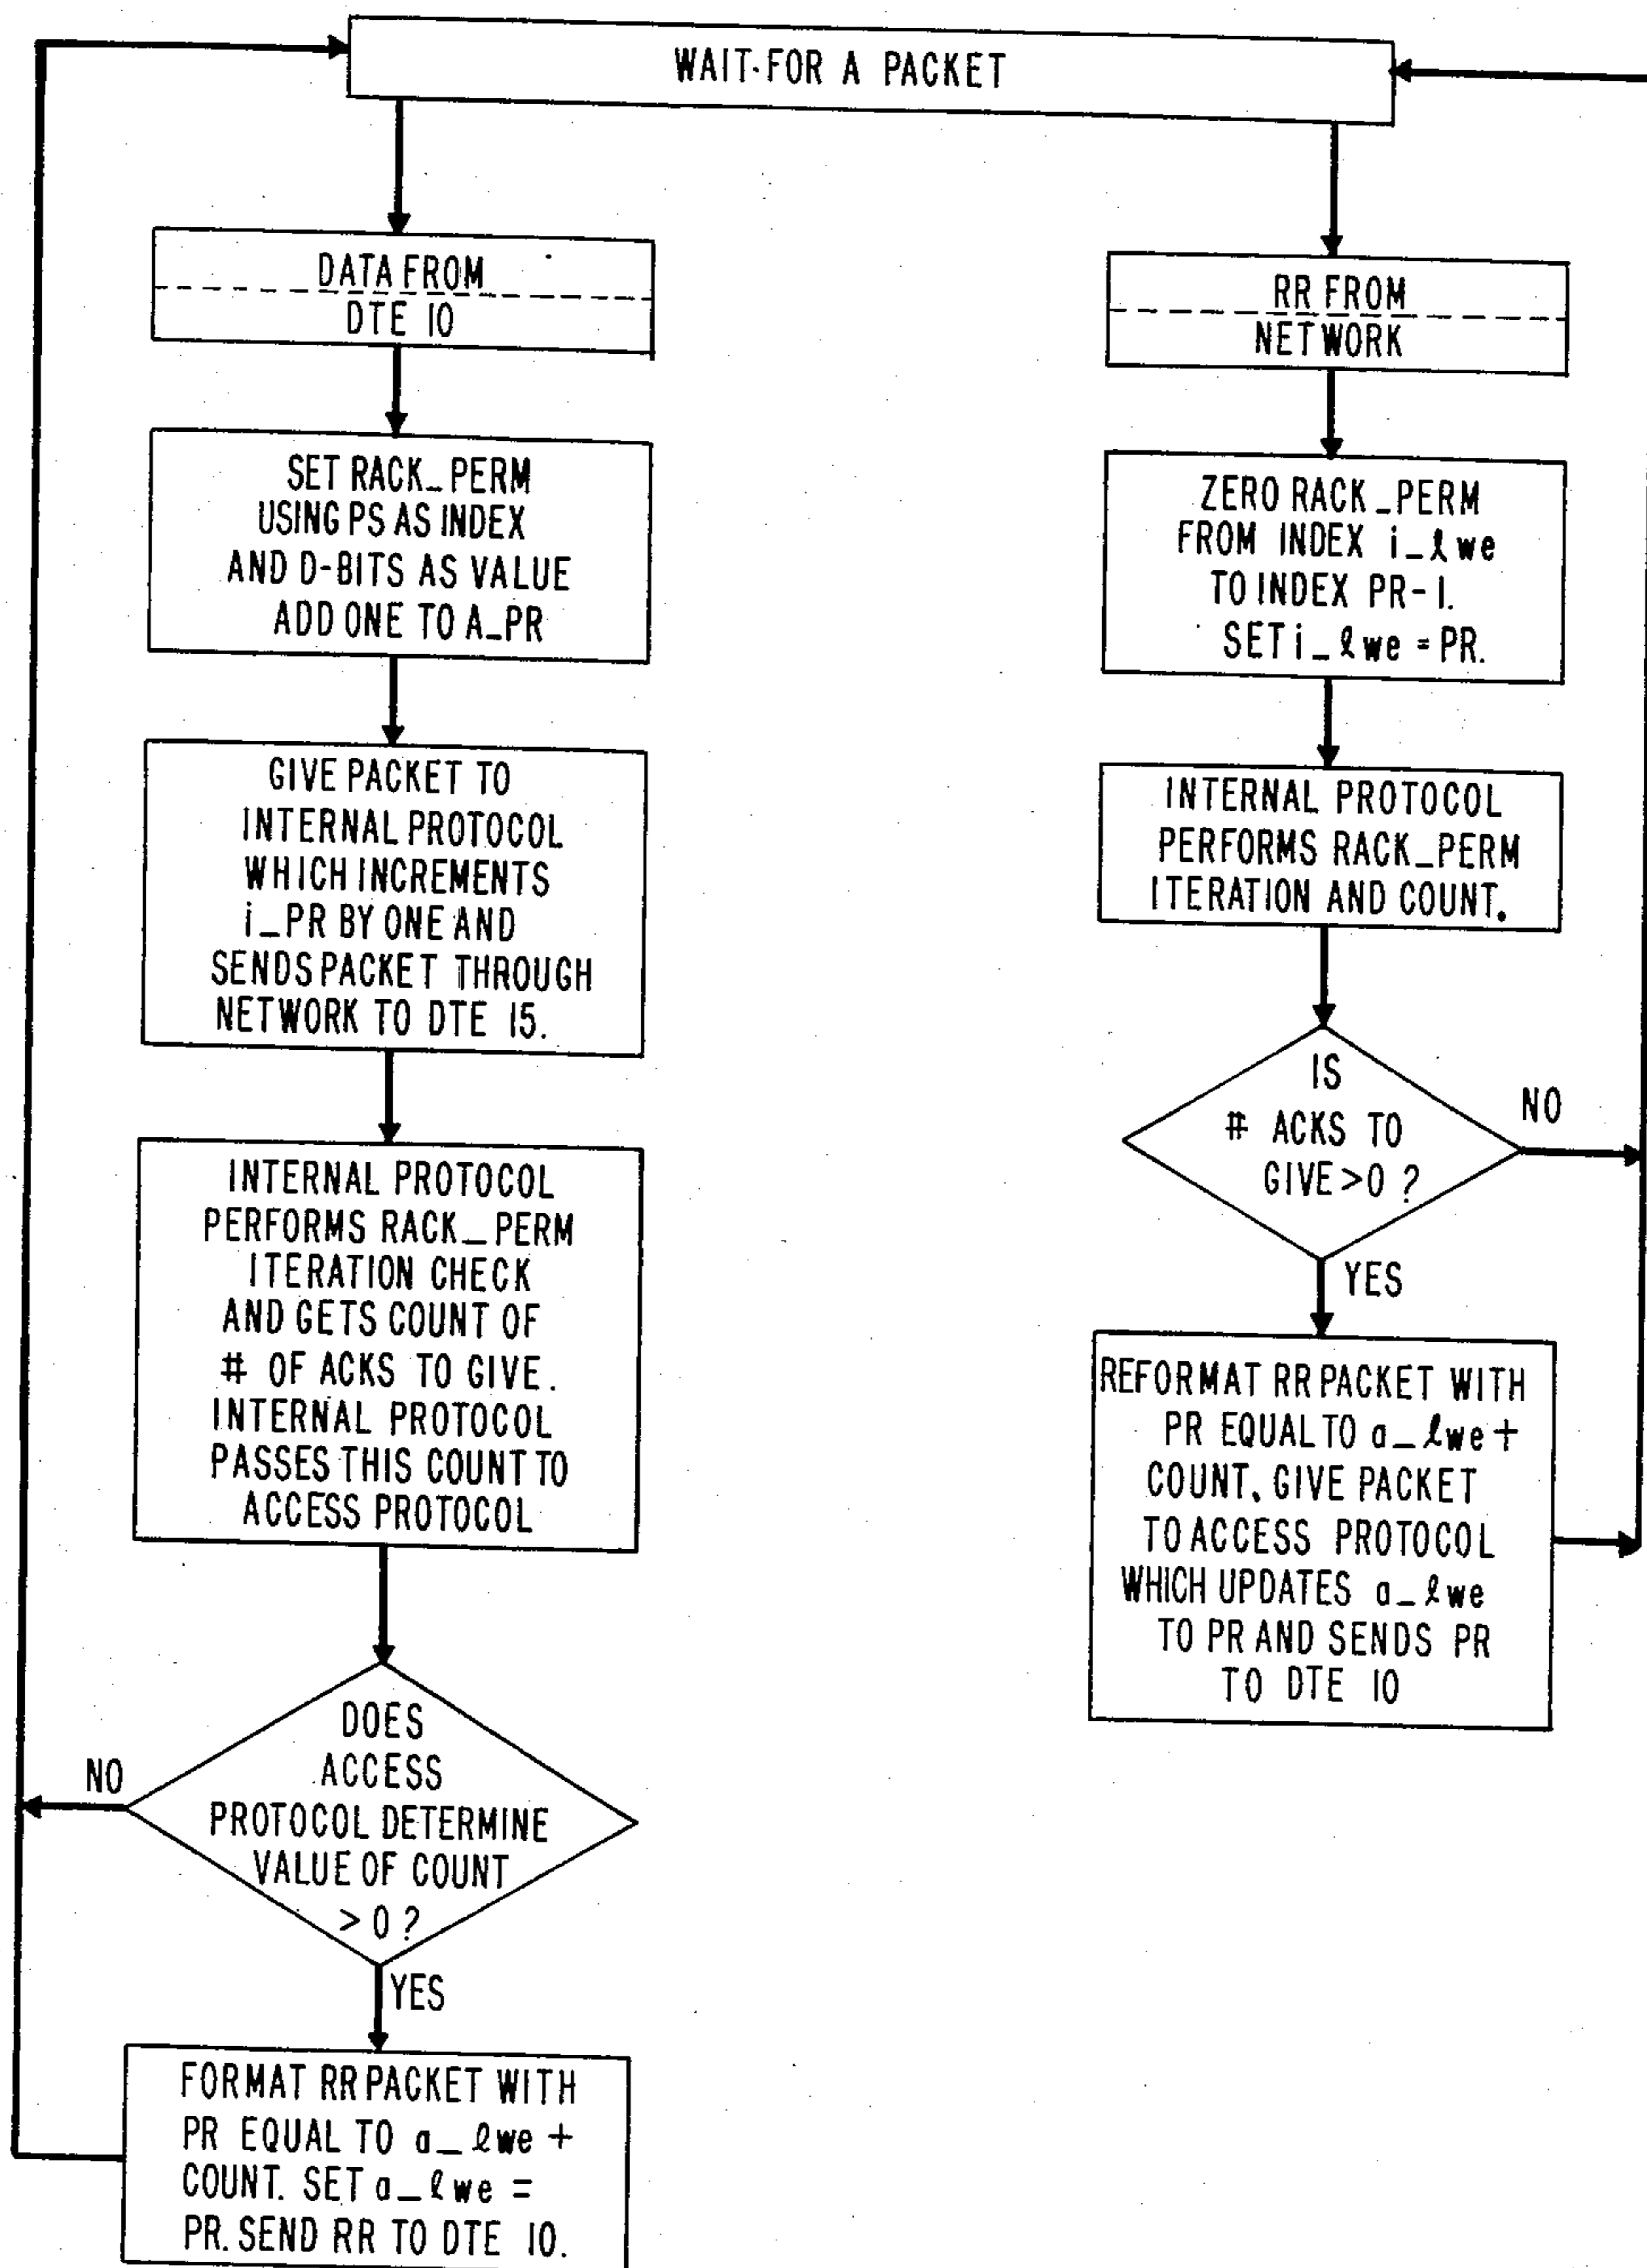 WAIT FOR A PACKET
DATA FROM
DTE 10
SET RACK_PERM
USING PS AS INDEX
AND D-BITS AS VALUE
ADD ONE TO A_PR
GIVE PACKET TO
INTERNAL PROTOCOL
WHICH INCREMENTS
i_PR BY ONE AND
SENDS PACKET THROUGH
NETWORK TO DTE 15.
INTERNAL PROTOCOL
PERFORMS RACK_PERM
ITERATION CHECK
AND GETS COUNT OF
# OF ACKS TO GIVE.
INTERNAL PROTOCOL
PASSES THIS COUNT TO
ACCESS PROTOCOL
DOES
ACCESS
PROTOCOL DETERMINE
VALUE OF COUNT
>0?
NO
YES
FORMAT RR PACKET WITH
PR EQUAL TO a_lwe +
COUNT. SET a_lwe =
PR. SEND RR TO DTE 10.
RR FROM
NETWORK
ZERO RACK_PERM
FROM INDEX i_lwe
TO INDEX PR-1.
SET i_lwe = PR.
INTERNAL PROTOCOL
PERFORMS RACK_PERM
ITERATION AND COUNT.
IS
# ACKS TO
GIVE>0?
NO
YES
REFORMAT RR PACKET WITH
PR EQUAL TO a_lwe +
COUNT. GIVE PACKET
TO ACCESS PROTOCOL
WHICH UPDATES a_lwe
TO PR AND SENDS PR
TO DTE 10